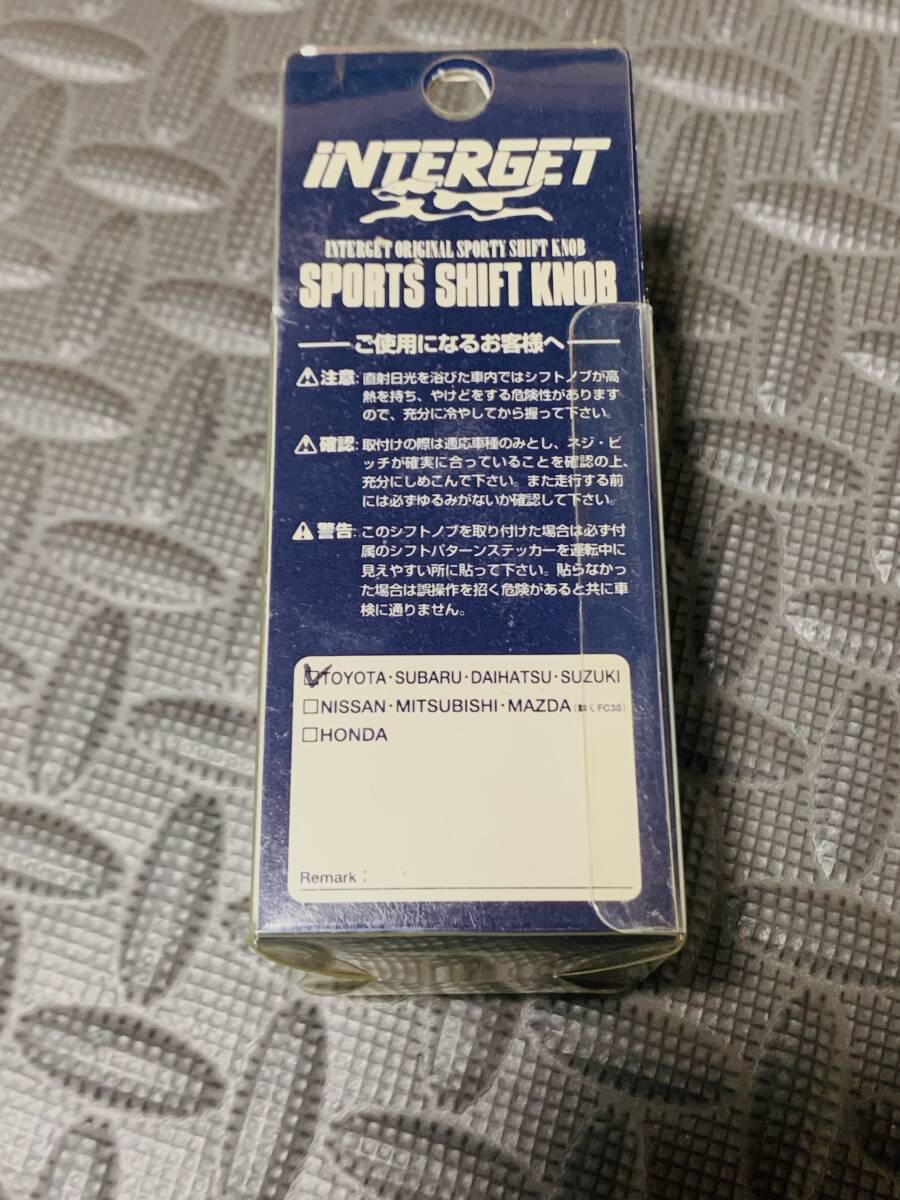 INTERGET
INTERGET ORIGINAL SPORTY SHIFT KNOB
SPORTS SHIFT KNOB
ご使用になるお客様へ
注意:直射日光を浴びた車内ではシフトノブが高
熱を持ち、やけどをする危険性があります
ので、充分に冷やしてから握って下さい。
確認:取付けの際は適応車種のみとし、ネジ・ピ
ッチが確実に合っていることを確認の上、
充分にしめこんで下さい。また走行する前
には必ずゆるみがないか確認して下さい。
警告:このシフトノブを取り付けた場合は必ず付
属のシフトパターンステッカーを運転中に
見えやすい所に貼って下さい。貼らなかっ
た場合は誤操作を招く危険があると共に車
検に通りません。
TOYOTA・SUBARU・DAIHATSU・SUZUKI
NISSAN・MITSUBISHI・MAZDA(除くFC3S)
HONDA
Remark :